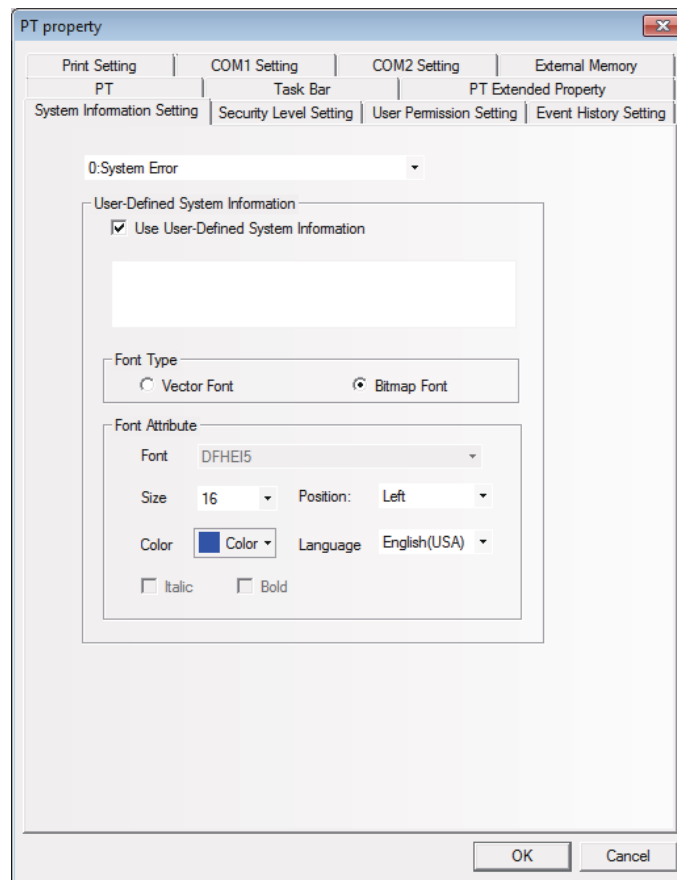 PT property
Print Setting COM1 Setting COM2 Setting External Memory
PT Task Bar PT Extended Property
System Information Setting Security Level Setting User Permission Setting Event History Setting
0:System Error
User-Defined System Information
Use User-Defined System Information
Font Type
Vector Font Bitmap Font
Font Attribute
Font DFHEI5
Size 16 Position: Left
Color Color Language English(USA)
Italic Bold
OK Cancel